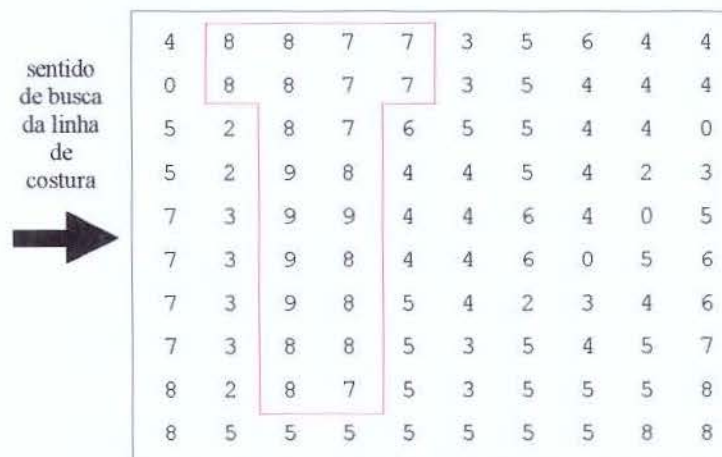 sentido
de busca
da linha
de
costura
4 8 8 7 7 3 5 6 4 4
0 8 8 7 7 3 5 4 4 4
5 2 8 7 6 5 5 4 4 0
5 2 9 8 4 4 5 4 2 3
7 3 9 9 4 4 6 4 0 5
7 3 9 8 4 4 6 0 5 6
7 3 9 8 5 4 2 3 4 6
7 3 8 8 5 3 5 4 5 7
8 2 8 7 5 3 5 5 5 8
8 5 5 5 5 5 5 5 8 8